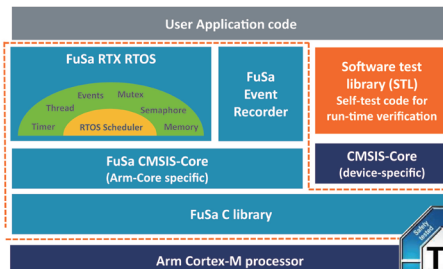 User Application code
FuSa RTX RTOS
Events
Mutex
Thread
Semaphore
Timer
RTOS Scheduler
Memory
FuSa
Event
Recorder
Software test
library (STL)
Self-test code for
run-time verification
FuSa CMSIS-Core
(Arm-Core specific)
CMSIS-Core
(device-specific)
FuSa C library
Safety
tested
T
Arm Cortex-M processor